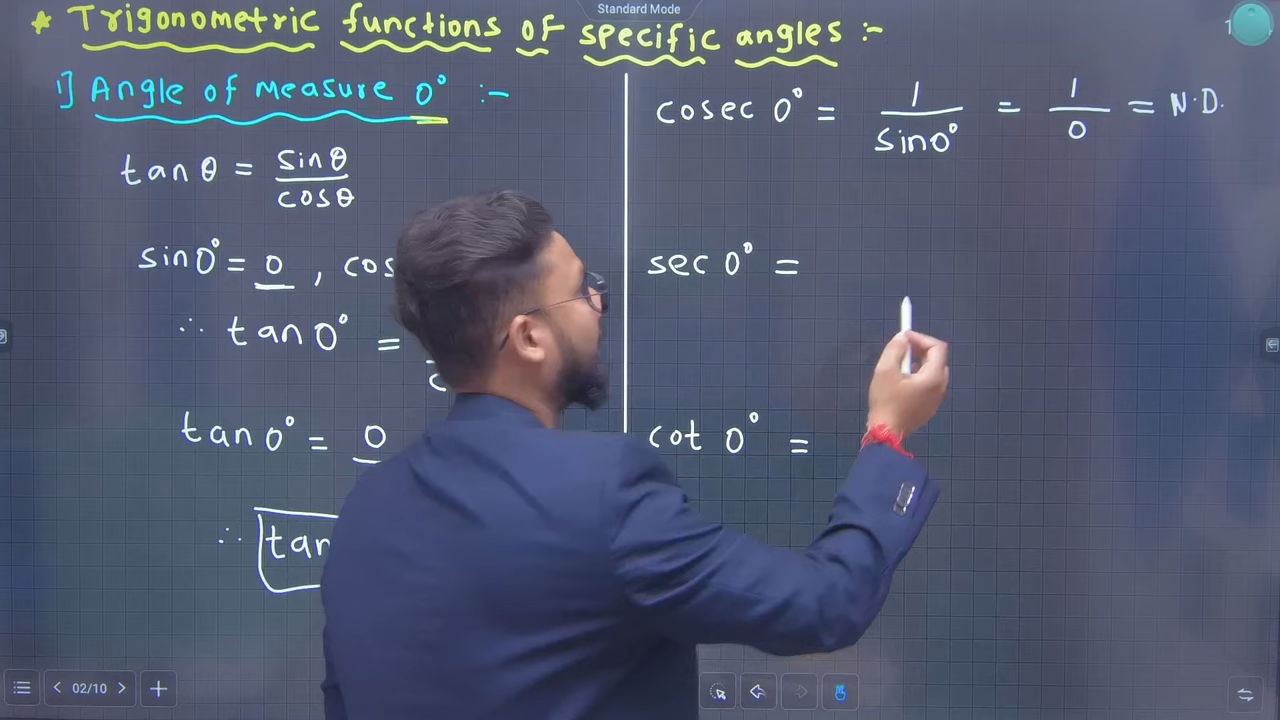 Standard Mode
* Trigonometric functions of specific angles :-
1] Angle of measure 0° :-
tan θ = sin θ / cos θ
sin 0° = 0 , cos
∴ tan 0° =
tan 0° = 0
∴ tan
cosec 0° = 1 / sin 0° = 1 / 0 = N.D.
sec 0° =
cot 0° =
02/10